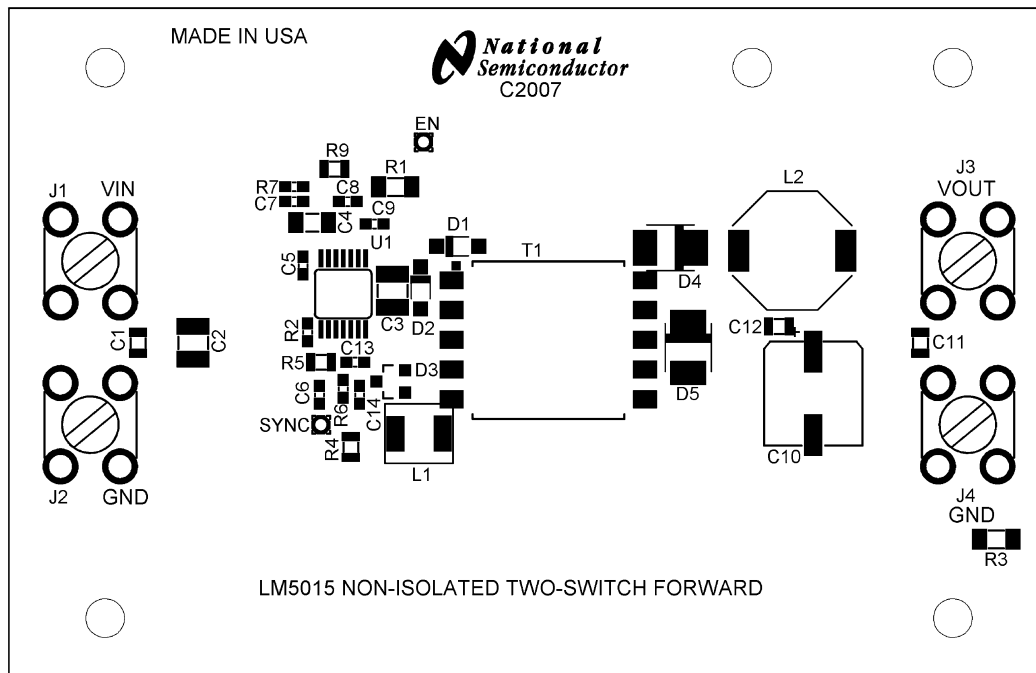 MADE IN USA
National
Semiconductor
C2007
EN
R9
R1
R7
C8
C7
C4
C9
U1
J1
VIN
D1
T1
L2
J3
VOUT
C5
D4
C3
D2
R2
C1
C2
C12
+
C11
R5
C13
D3
D5
C6
R6
C14
SYNC
R4
L1
C10
J2
GND
J4
GND
R3
LM5015 NON-ISOLATED TWO-SWITCH FORWARD